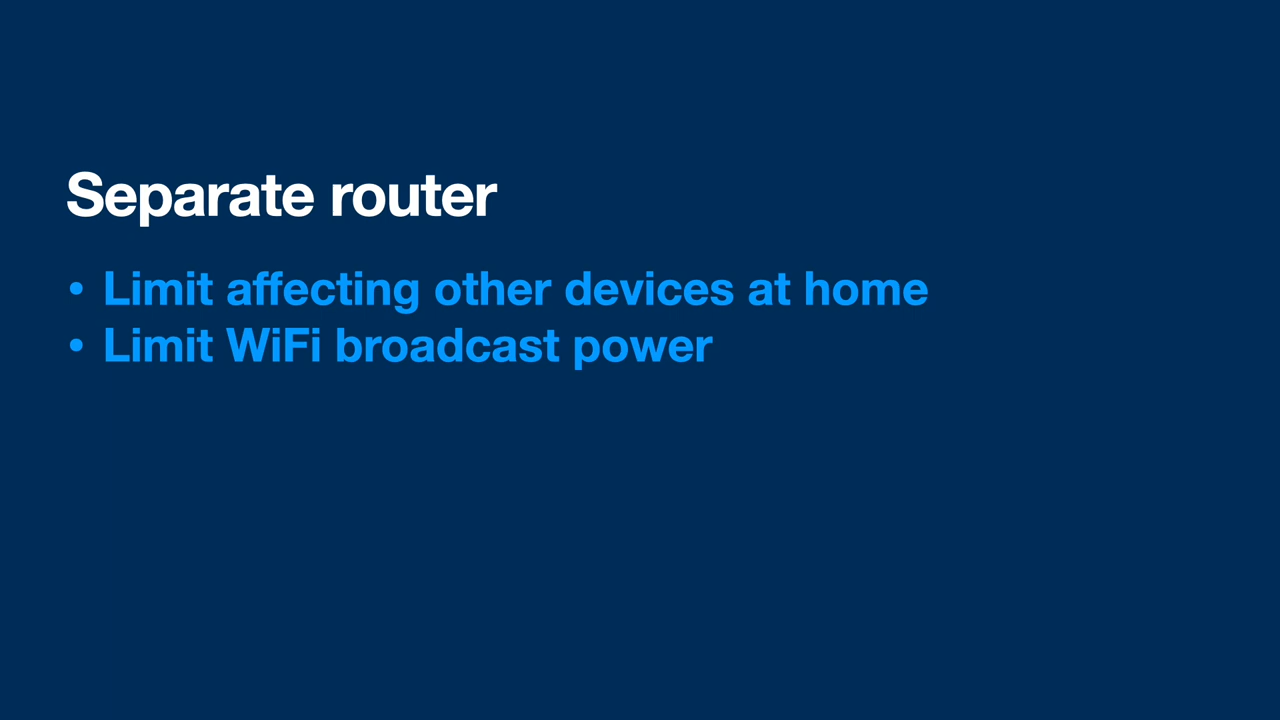 Separate router
• Limit affecting other devices at home
• Limit WiFi broadcast power